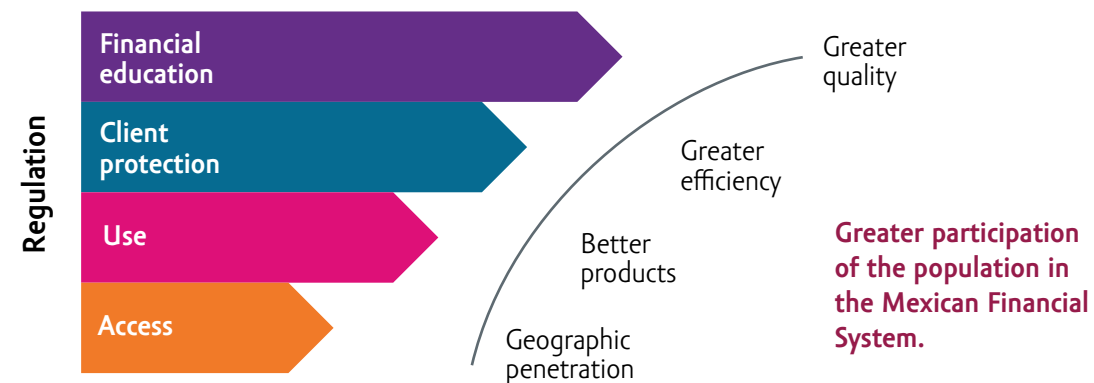 Regulation
Financial
education
Client
protection
Use
Access
Greater
quality
Greater
efficiency
Better
products
Geographic
penetration
Greater participation
of the population in
the Mexican Financial
System.